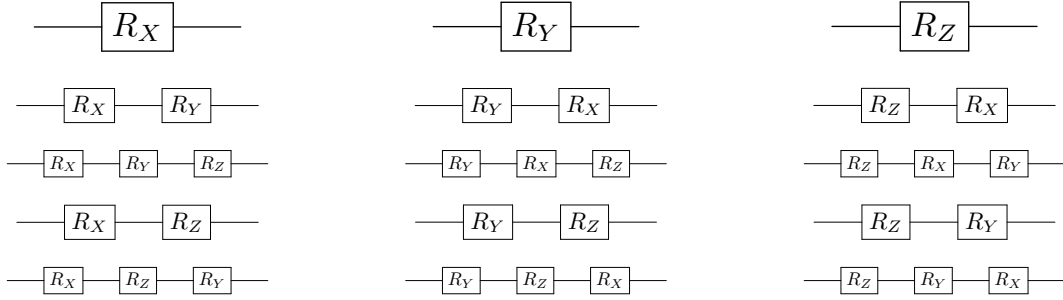 R_X R_Y R_Z
R_X R_Y R_Y R_X R_Z R_X
R_X R_Y R_Z R_Y R_X R_Z R_Z R_X R_Y
R_X R_Z R_Y R_Z R_Z R_Y
R_X R_Z R_Y R_Y R_Z R_X R_Z R_Y R_X